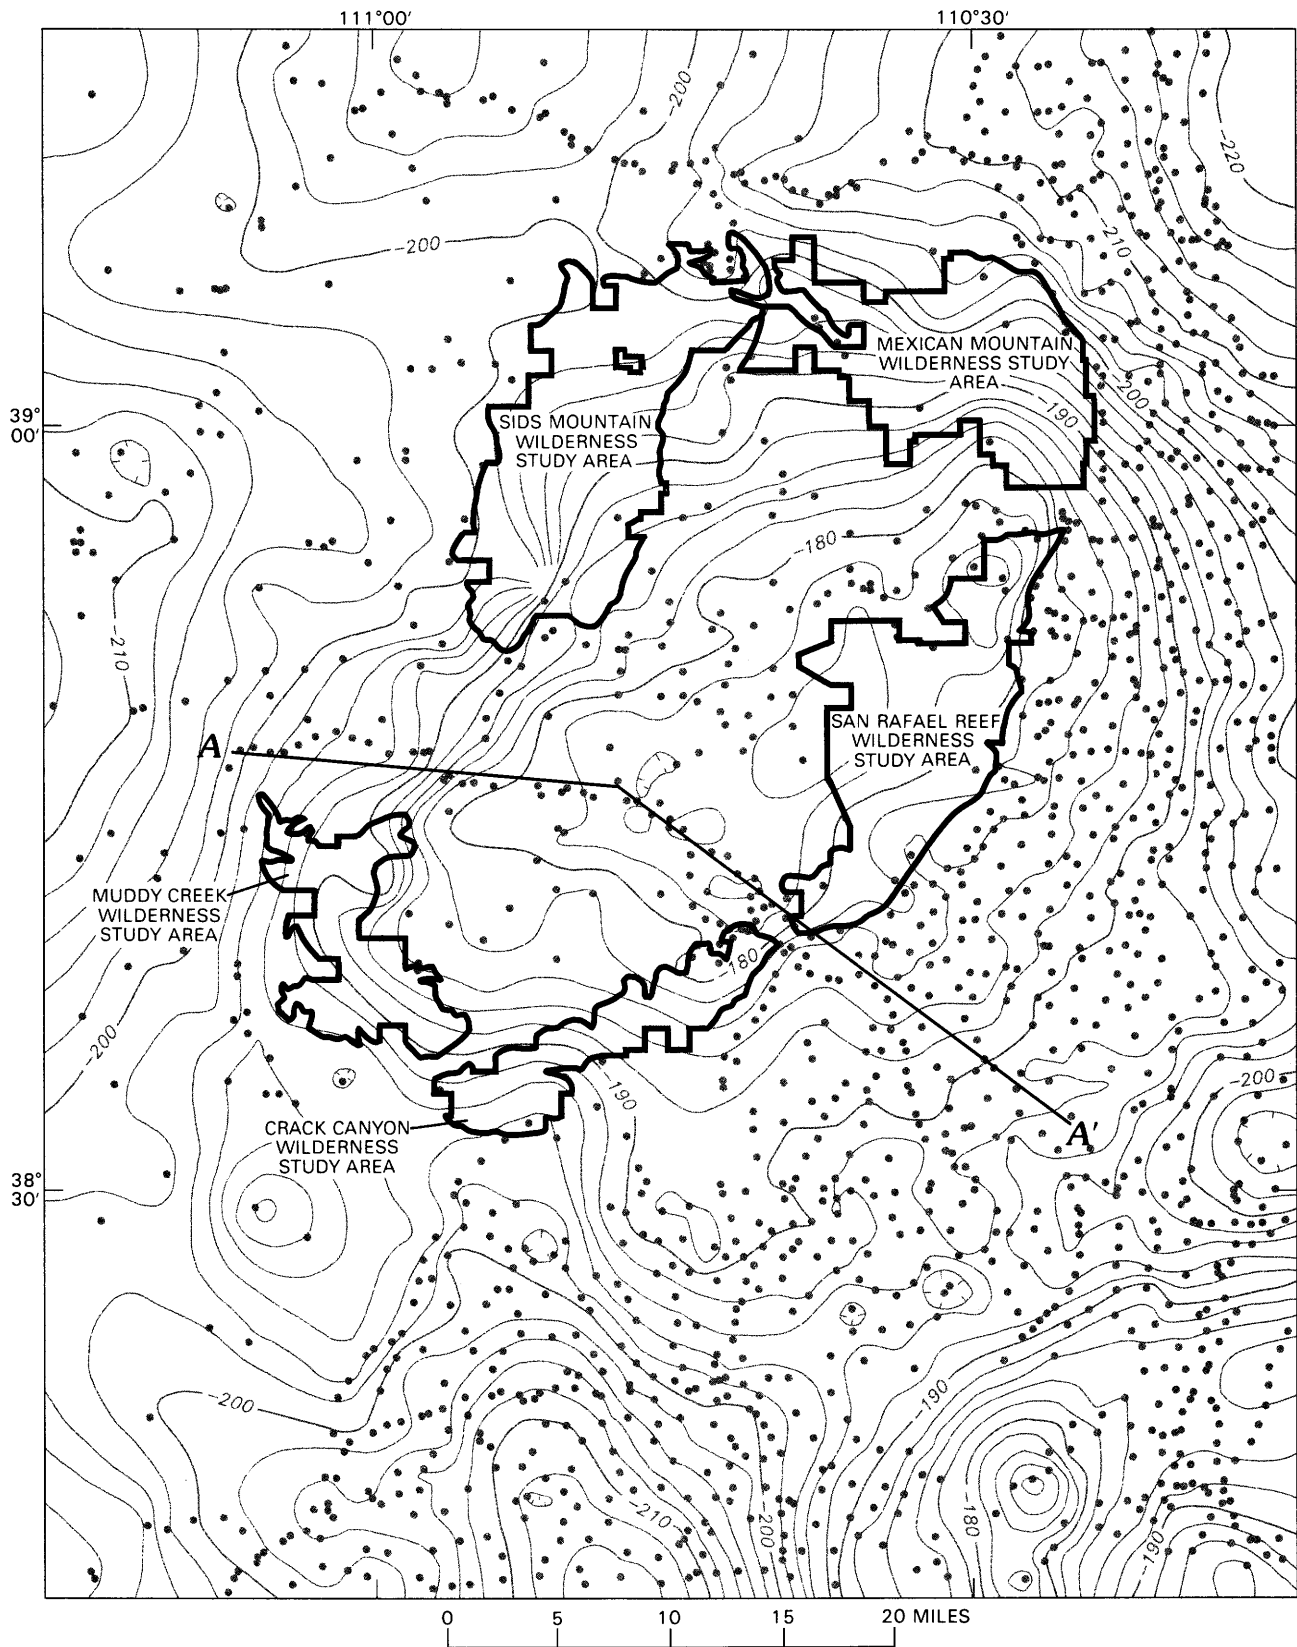 111°00′
110°30′
-200
-220
-210
-200
MEXICAN MOUNTAIN
WILDERNESS STUDY
AREA
-200
-190
39°
00′
SIDS MOUNTAIN
WILDERNESS
STUDY AREA
-180
-210
SAN RAFAEL REEF
WILDERNESS
STUDY AREA
A
MUDDY CREEK
WILDERNESS
STUDY AREA
-180
-200
-190
-200
CRACK CANYON
WILDERNESS
STUDY AREA
A′
38°
30′
-200
-190
-210
-200
-180
-190
0 5 10 15 20 MILES